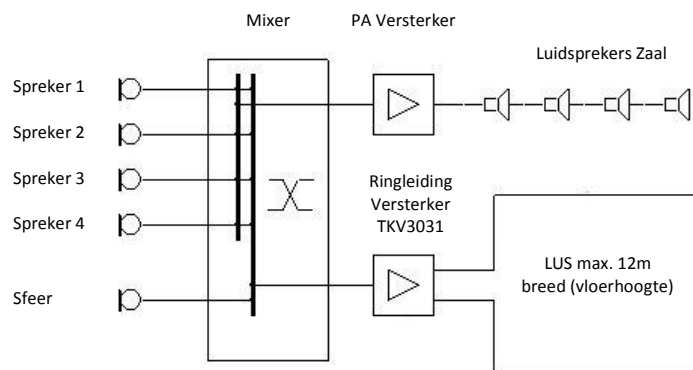 Mixer
PA Versterker
Luidsprekers Zaal
Spreker 1
Spreker 2
Spreker 3
Spreker 4
Sfeer
Ringleiding
Versterker
TKV3031
LUS max. 12m
breed (vloerhoogte)